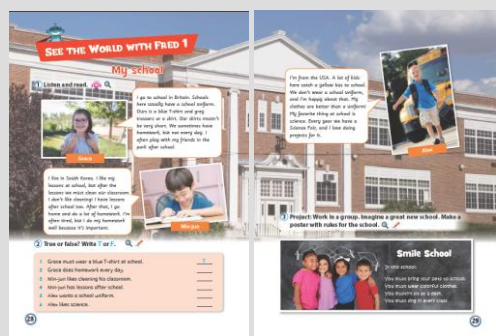 SEE THE WORLD WITH FRED 1
My school
1 Listen and read.
I go to school in Britain. Schools
here usually have a school uniform.
Ours is a blue T-shirt and grey
trousers or a skirt. Our skirts mustn't
be very short. We sometimes have
homework, but not every day. I
often play with my friends in the
park after school.
Grace
I live in South Korea. I like my
lessons at school, but after the
lessons we must clean our classroom.
I don't like cleaning! I have lessons
after school too. After that, I go
home and do a lot of homework. I'm
often tired, but I do my homework
well because it's important.
Min-jun
2 True or false? Write T or F.
1 Grace must wear a blue T-shirt at school. T
2 Grace does homework every day.
3 Min-jun likes cleaning his classroom.
4 Min-jun has lessons after school.
5 Alex wants a school uniform.
6 Alex likes science.
28
I'm from the USA. A lot of kids
here catch a yellow bus to school.
We don't wear a school uniform,
and I'm happy about that. My
clothes are better than a uniform!
My favorite thing at school is
science. Every year we have a
Science Fair, and I love doing
projects for it.
Alex
3 Project: Work in a group. Imagine a great new school. Make a
poster with rules for the school.
Smile School
In this school:
You must bring your pets to school.
You must wear colorful clothes.
You mustn't sit at a desk.
You must sing in every class.
29